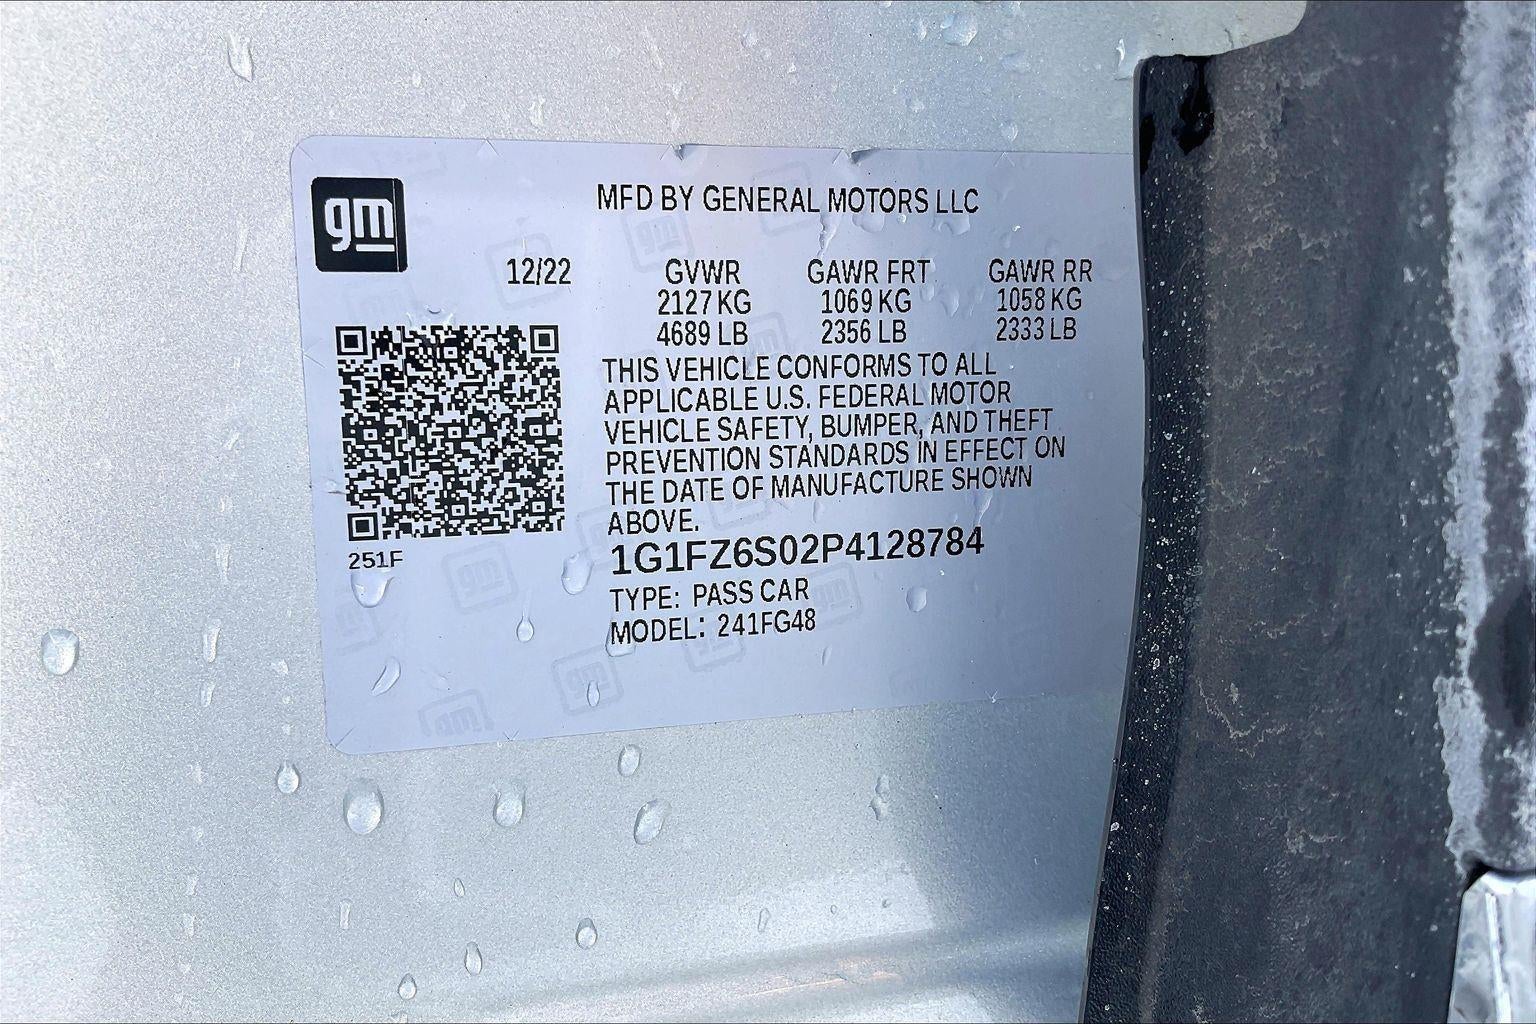 gm
MFD BY GENERAL MOTORS LLC
12/22 GVWR GAWR FRT GAWR RR
2127 KG 1069 KG 1058 KG
4689 LB 2356 LB 2333 LB
THIS VEHICLE CONFORMS TO ALL
APPLICABLE U.S. FEDERAL MOTOR
VEHICLE SAFETY, BUMPER, AND THEFT
PREVENTION STANDARDS IN EFFECT ON
THE DATE OF MANUFACTURE SHOWN
ABOVE.
251F
1G1FZ6S02P4128784
TYPE: PASS CAR
MODEL: 241FG48